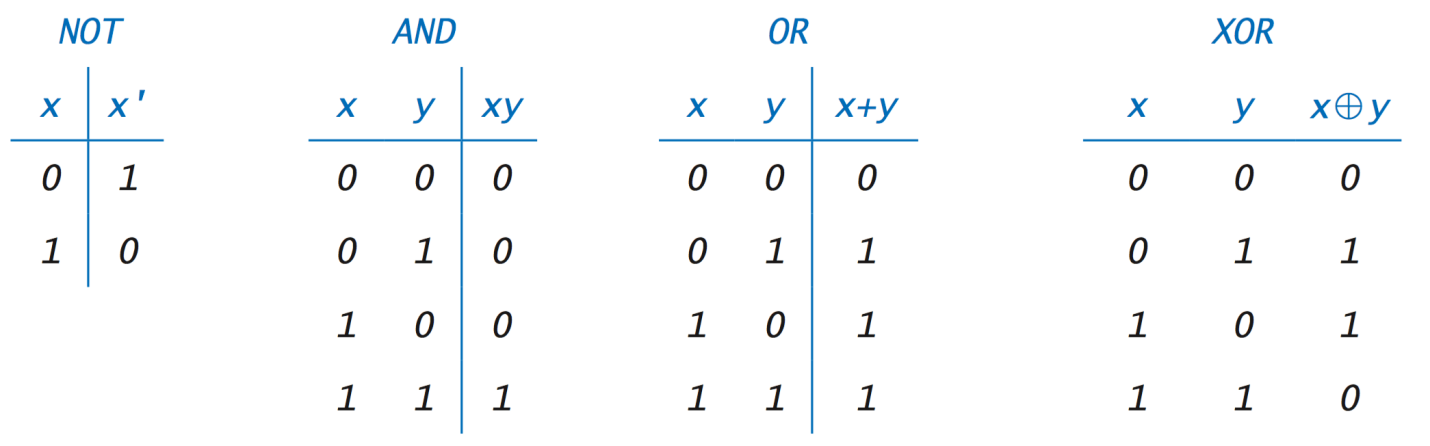 NOT AND OR XOR
x x' x y xy x y x+y x y x⊕y
0 1 0 0 0 0 0 0 0 0 0
1 0 0 1 0 0 1 1 0 1 1
1 0 0 1 0 1 1 0 1
1 1 1 1 1 1 1 1 0